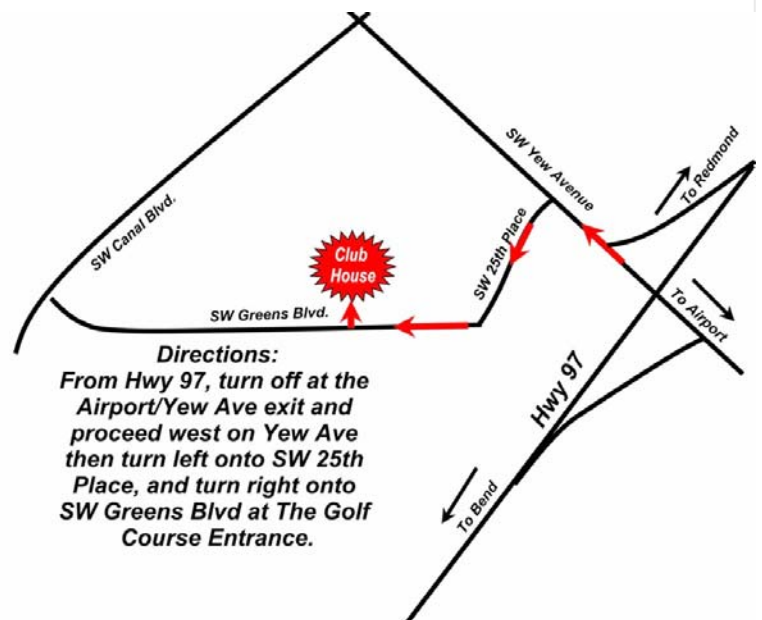 SW Yew Avenue
To Redmond
SW Canal Blvd.
SW 25th Place
Club
House
To Airport
SW Greens Blvd.
Hwy 97
To Bend
Directions:
From Hwy 97, turn off at the
Airport/Yew Ave exit and
proceed west on Yew Ave
then turn left onto SW 25th
Place, and turn right onto
SW Greens Blvd at The Golf
Course Entrance.